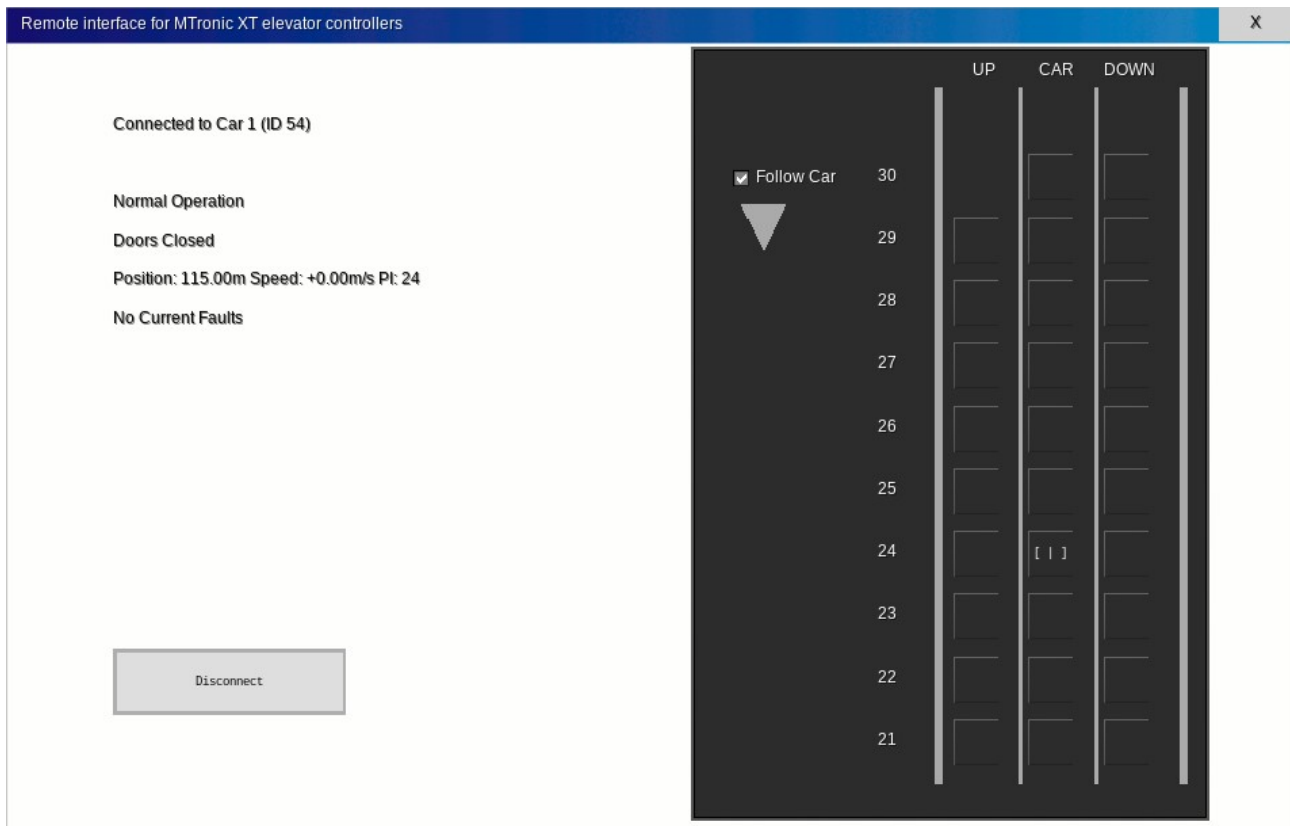 Remote interface for MTronic XT elevator controllers X
UP CAR DOWN
Connected to Car 1 (ID 54)
Follow Car 30
Normal Operation
Doors Closed 29
Position: 115.00m Speed: +0.00m/s PI: 24
28
No Current Faults
27
26
25
24 [ | ]
23
Disconnect 22
21